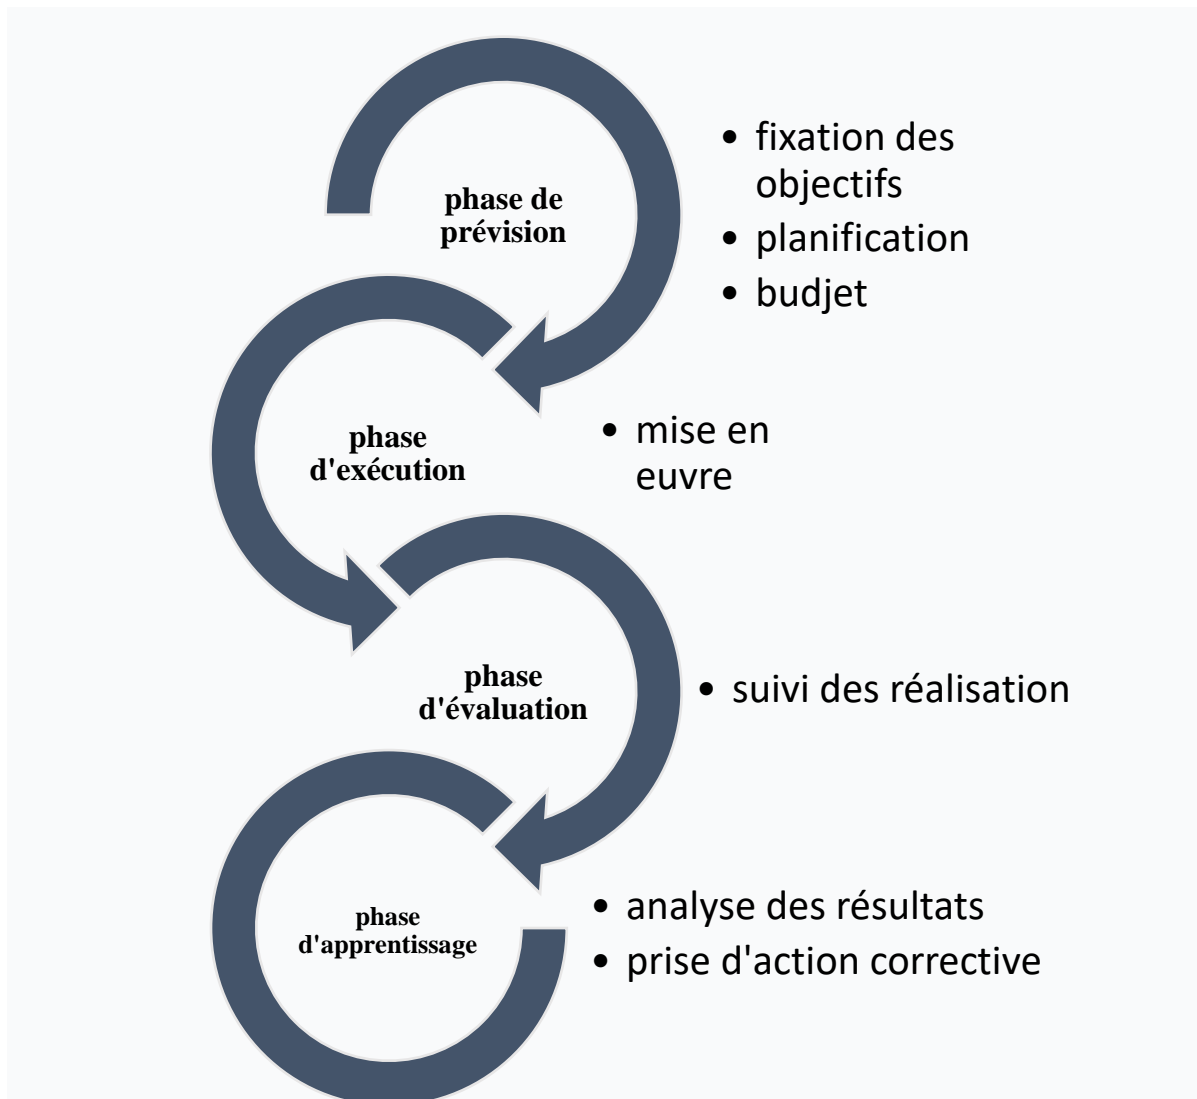 phase de
prévision
• fixation des
objectifs
• planification
• budjet
phase
d'exécution
• mise en
euvre
phase
d'évaluation
• suivi des réalisation
phase
d'apprentissage
• analyse des résultats
• prise d'action corrective